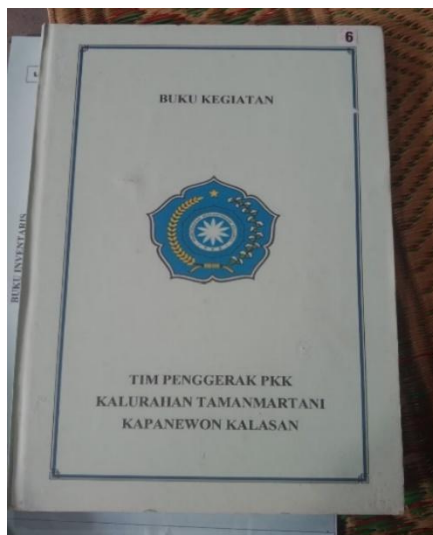 6
BUKU KEGIATAN
TIM PENGGERAK PKK
KALURAHAN TAMANMARTANI
KAPANEWON KALASAN
BUKU INVENTARIS